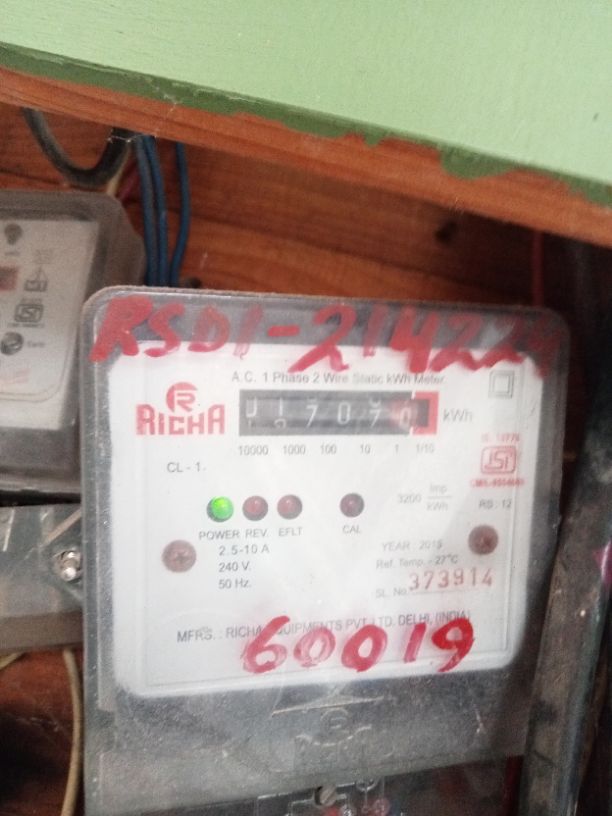 RSD1-214224
A.C. 1 Phase 2 Wire Static kWh Meter
RICHA
kWh
10000 1000 100 10 1 1/10
CL - 1.
ISI
3200 Imp kWh
RS : 12
POWER REV. EFLT CAL
2.5-10 A
240 V.
50 Hz.
YEAR : 2015
Ref. Temp. - 27°C
SL. No. 373914
MFRS. : RICHA EQUIPMENTS PVT. LTD. DELHI, (INDIA)
60019